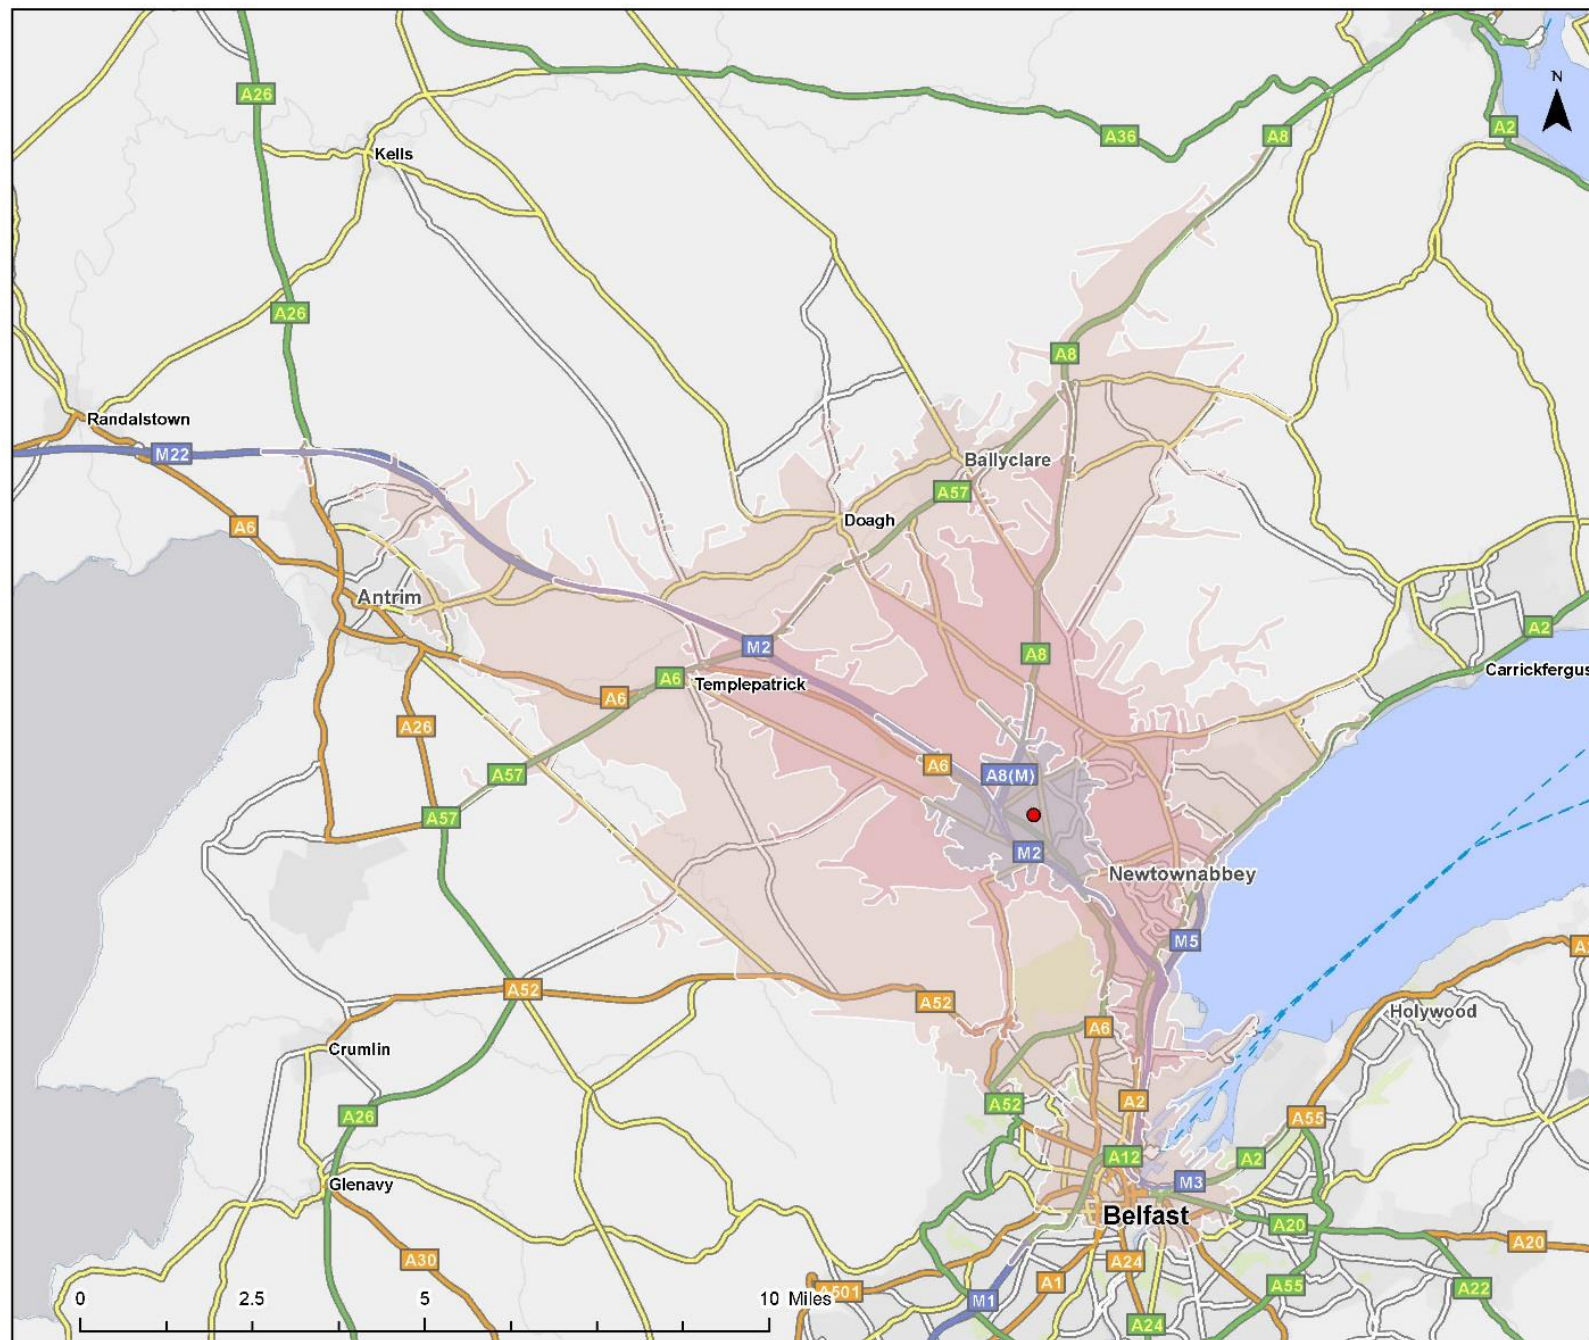 N
A26
A36
A8
A2
Kells
A26
A8
Randalstown
M22
Ballyclare
A57
A6
Doagh
Antrim
A2
M2
A8
A6
Templepatrick
Carrickfergus
A6
A26
A57
A6
A8(M)
A57
M2
Newtownabbey
M5
A52
A52
Holywood
A6
Crumlin
A26
A52
A2
A55
A12
A2
M3
Glenavy
Belfast
A20
A20
A30
A24
A501
A1
A55
A22
M1
A24
0 2.5 5 10 Miles